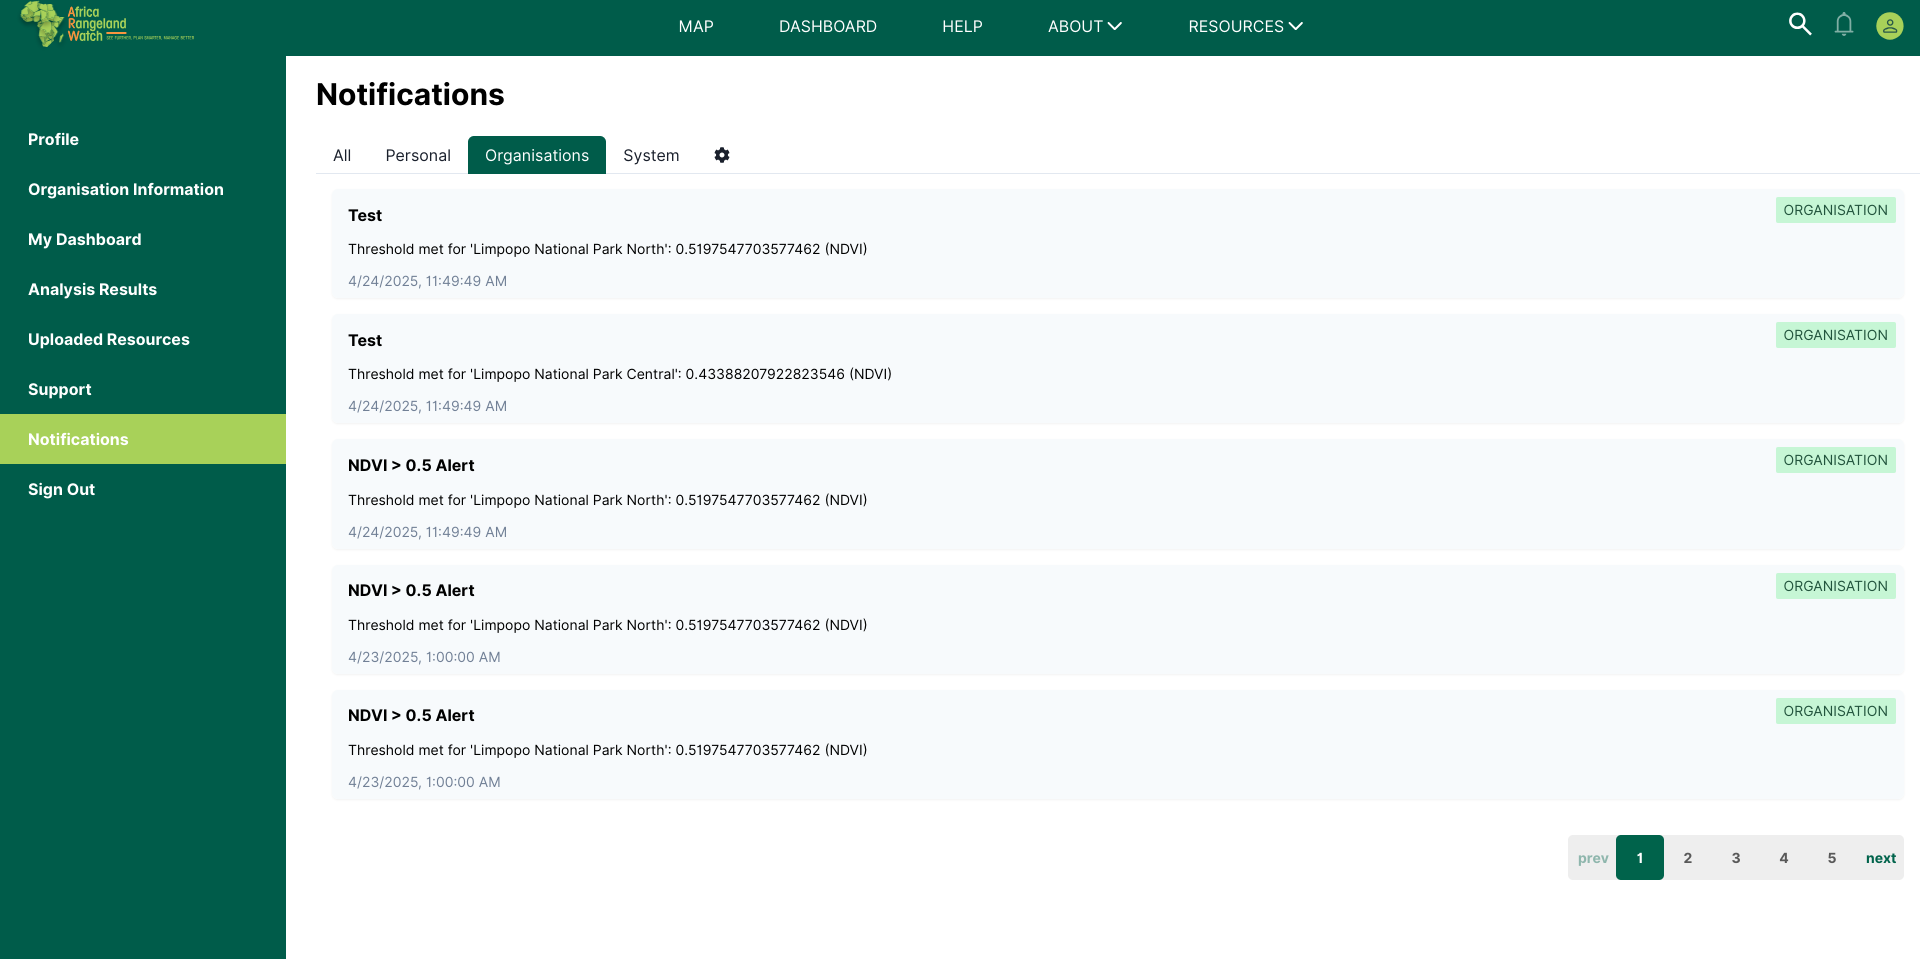 Africa
Rangeland
Watch SEE FURTHER. PLAN SMARTER. MANAGE BETTER
MAP DASHBOARD HELP ABOUT RESOURCES
Profile
Organisation Information
My Dashboard
Analysis Results
Uploaded Resources
Support
Notifications
Sign Out
Notifications
All Personal Organisations System
Test ORGANISATION
Threshold met for 'Limpopo National Park North': 0.5197547703577462 (NDVI)
4/24/2025, 11:49:49 AM
Test ORGANISATION
Threshold met for 'Limpopo National Park Central': 0.43388207922823546 (NDVI)
4/24/2025, 11:49:49 AM
NDVI > 0.5 Alert ORGANISATION
Threshold met for 'Limpopo National Park North': 0.5197547703577462 (NDVI)
4/24/2025, 11:49:49 AM
NDVI > 0.5 Alert ORGANISATION
Threshold met for 'Limpopo National Park North': 0.5197547703577462 (NDVI)
4/23/2025, 1:00:00 AM
NDVI > 0.5 Alert ORGANISATION
Threshold met for 'Limpopo National Park North': 0.5197547703577462 (NDVI)
4/23/2025, 1:00:00 AM
prev 1 2 3 4 5 next